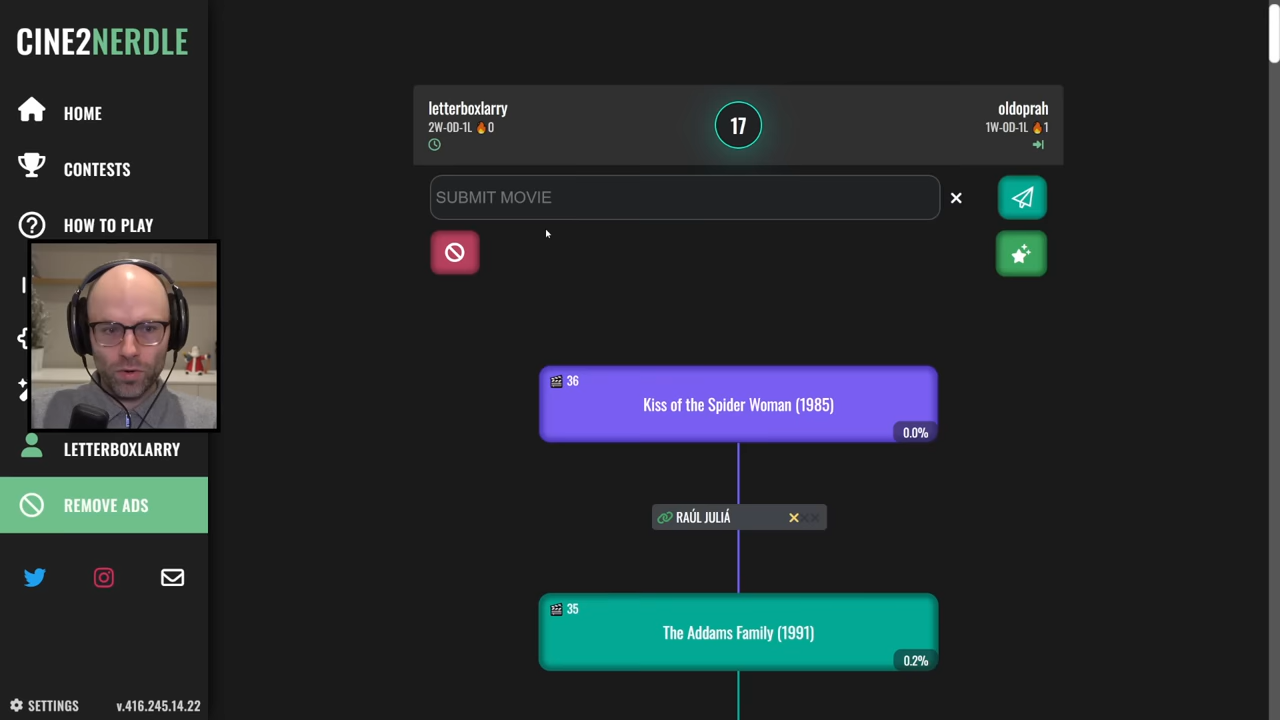 CINE2NERDLE
HOME
CONTESTS
HOW TO PLAY
LETTERBOXLARRY
REMOVE ADS
SETTINGS
v.416.245.14.22
letterboxlarry
2W-0D-1L 🔥0
17
oldoprah
1W-0D-1L 🔥1
SUBMIT MOVIE
36
Kiss of the Spider Woman (1985)
0.0%
RAÚL JULIÁ
35
The Addams Family (1991)
0.2%